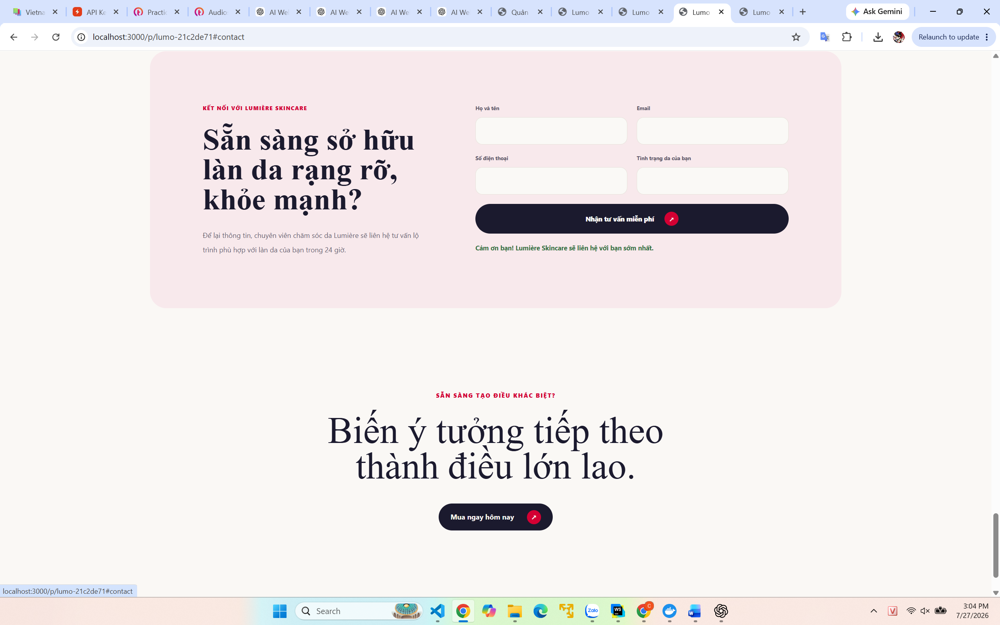 Vietna
API Ke
Practic
Audio
AI Wel
AI We
AI We
AI We
Quản
Lumo
Lumo
Lumo
Lumo
Ask Gemini
localhost:3000/p/lumo-21c2de71#contact
Relaunch to update
KẾT NỐI VỚI LUMIÈRE SKINCARE
Sẵn sàng sở hữu
làn da rạng rỡ,
khỏe mạnh?
Để lại thông tin, chuyên viên chăm sóc da Lumière sẽ liên hệ tư vấn lộ
trình phù hợp với làn da của bạn trong 24 giờ.
Họ và tên
Email
Số điện thoại
Tình trạng da của bạn
Nhận tư vấn miễn phí
Cảm ơn bạn! Lumière Skincare sẽ liên hệ với bạn sớm nhất.
SẴN SÀNG TẠO ĐIỀU KHÁC BIỆT?
Biến ý tưởng tiếp theo
thành điều lớn lao.
Mua ngay hôm nay
localhost:3000/p/lumo-21c2de71#contact
Search
Zalo
WS
C
W
V
3:04 PM
7/27/2026